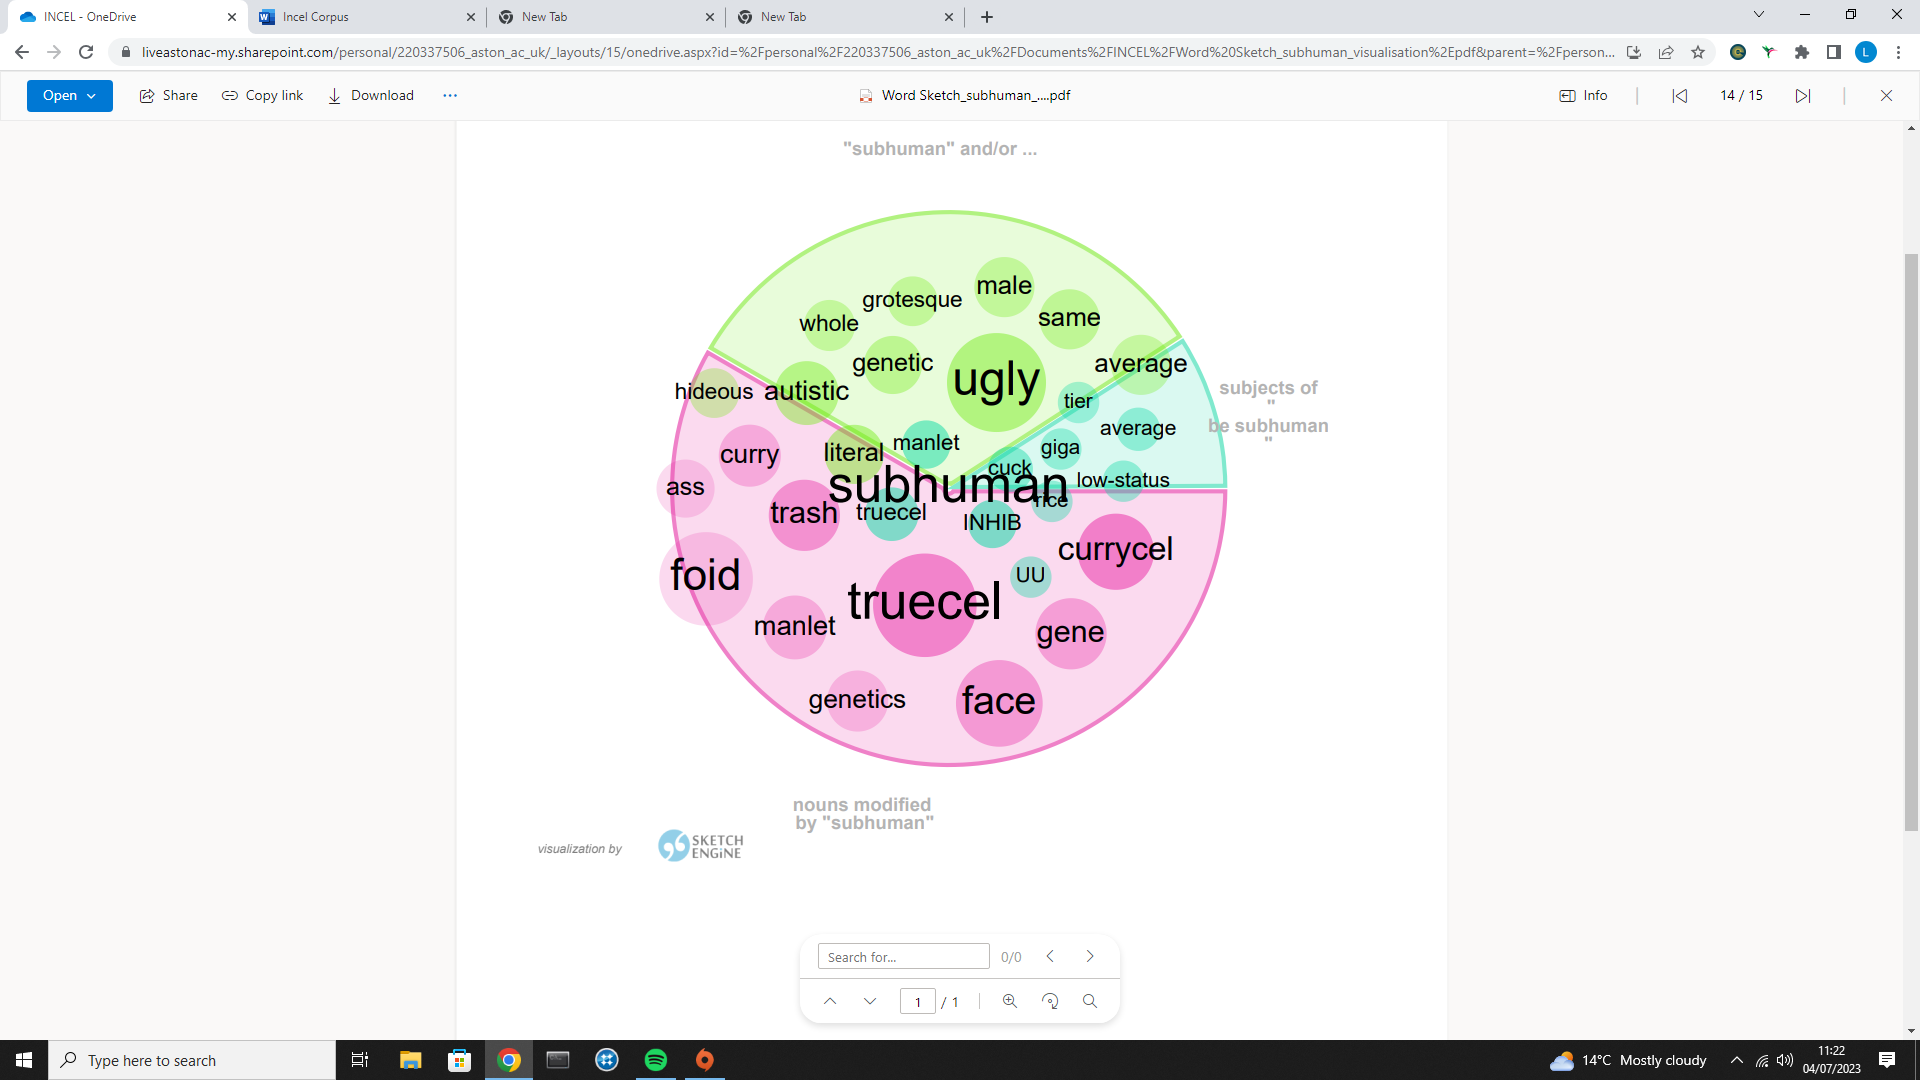 INCEL - OneDrive
Incel Corpus
New Tab
New Tab
liveastonac-my.sharepoint.com/personal/220337506_aston_ac_uk/_layouts/15/onedrive.aspx?id=%2Fpersonal%2F220337506_aston_ac_uk%2FDocuments%2FINCEL%2FWord%20Sketch_subhuman_visualisation%2Epdf&parent=%2Fperson...
L
Open
Share
Copy link
Download
Word Sketch_subhuman_....pdf
Info
14 / 15
"subhuman" and/or ...
male
grotesque
same
whole
genetic
average
ugly
hideous
autistic
subjects of
"
be subhuman
"
tier
average
manlet
giga
literal
curry
cuck
low-status
subhuman
ass
rice
trash
truecel
INHIB
currycel
foid
UU
truecel
manlet
gene
genetics
face
nouns modified
by "subhuman"
visualization by
SKETCH
ENGINE
Search for...
0/0
1 / 1
Type here to search
14°C Mostly cloudy
11:22
04/07/2023